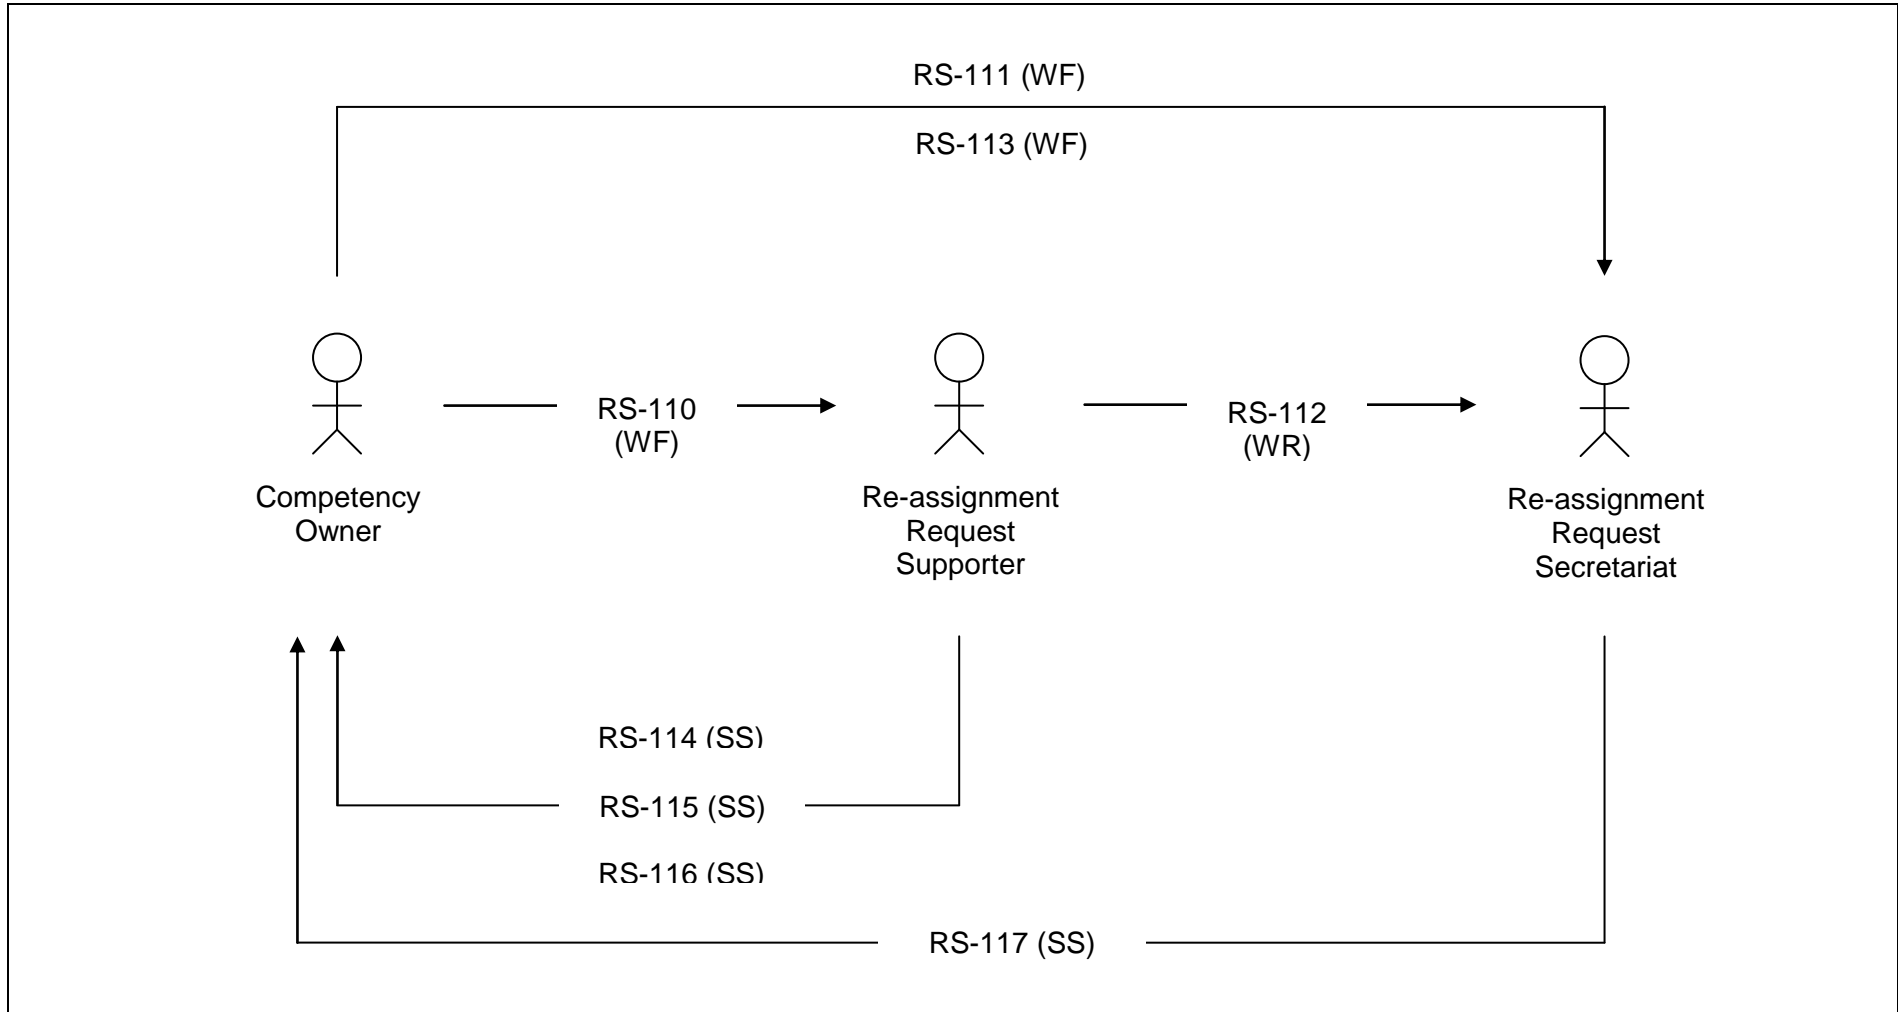 RS-111 (WF)
RS-113 (WF)
RS-110
(WF)
RS-112
(WR)
Competency
Owner
Re-assignment
Request
Supporter
Re-assignment
Request
Secretariat
RS-114 (SS)
RS-115 (SS)
RS-116 (SS)
RS-117 (SS)